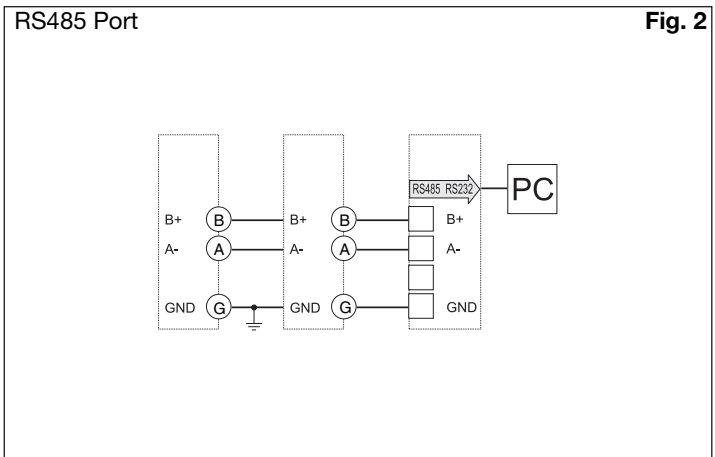 RS485 Port Fig. 2
RS485 RS232 PC
B+ B B+ B B+
A- A A- A A-
GND G GND G GND